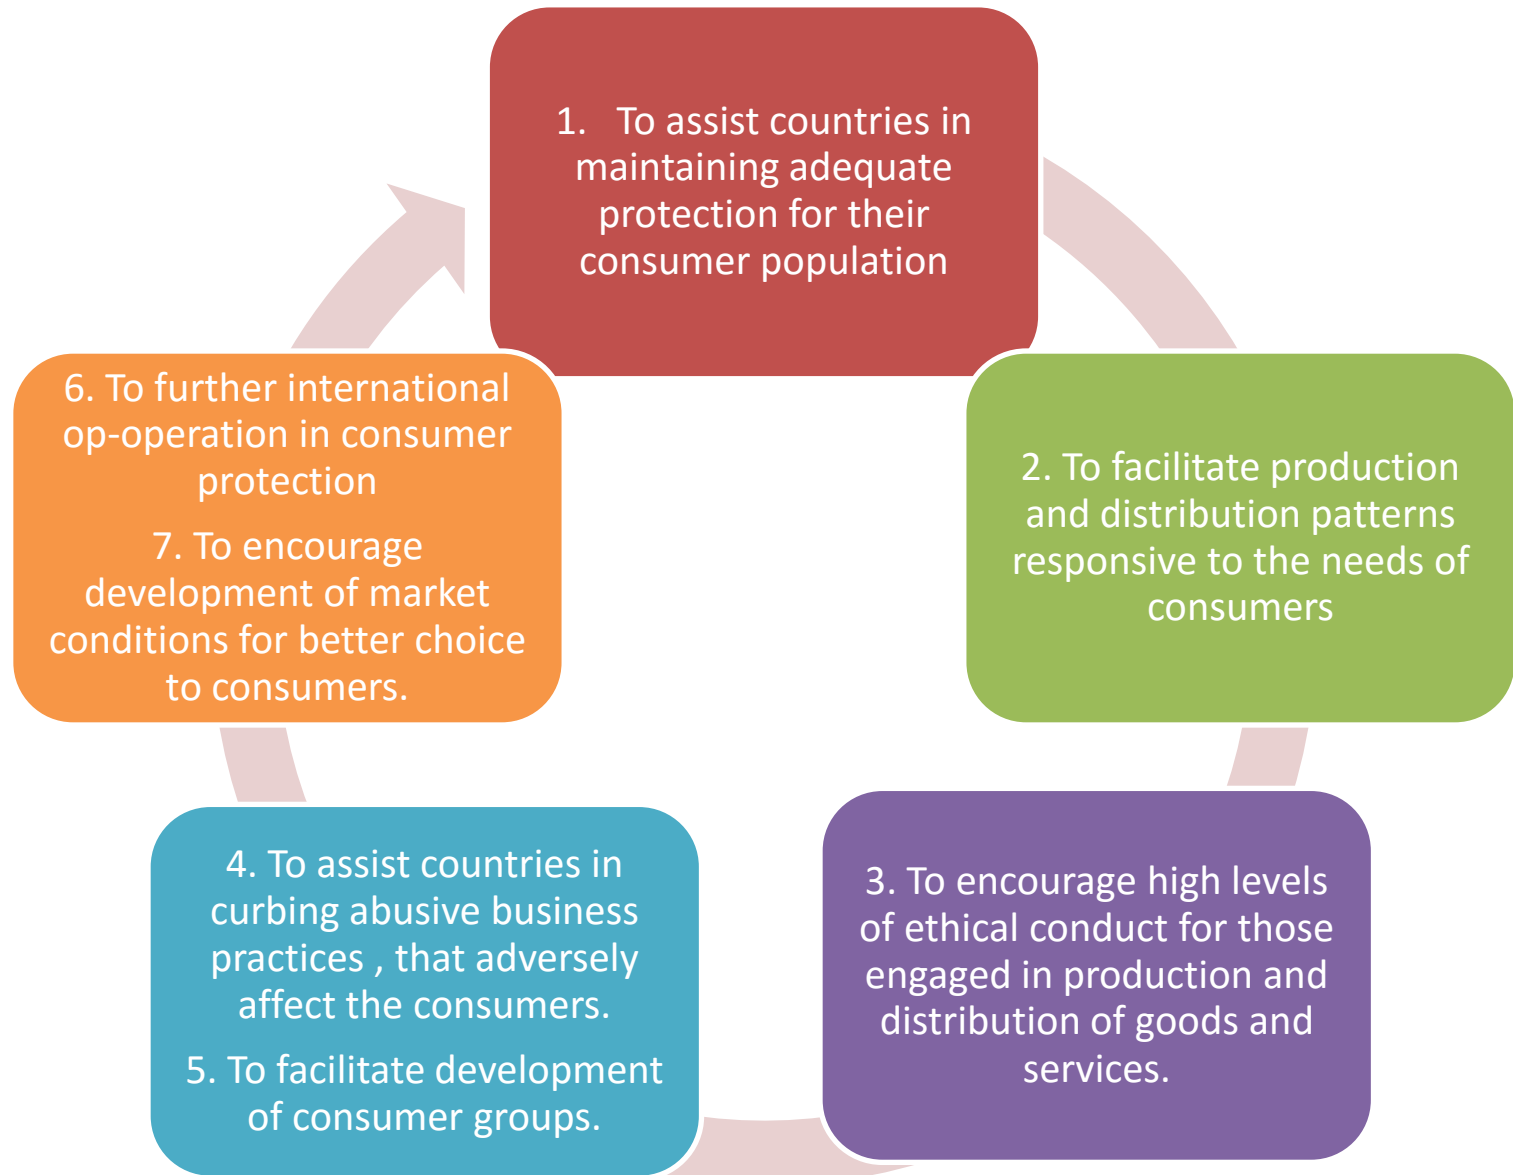 1. To assist countries in
maintaining adequate
protection for their
consumer population
2. To facilitate production
and distribution patterns
responsive to the needs of
consumers
3. To encourage high levels
of ethical conduct for those
engaged in production and
distribution of goods and
services.
4. To assist countries in
curbing abusive business
practices , that adversely
affect the consumers.
5. To facilitate development
of consumer groups.
6. To further international
op-operation in consumer
protection
7. To encourage
development of market
conditions for better choice
to consumers.